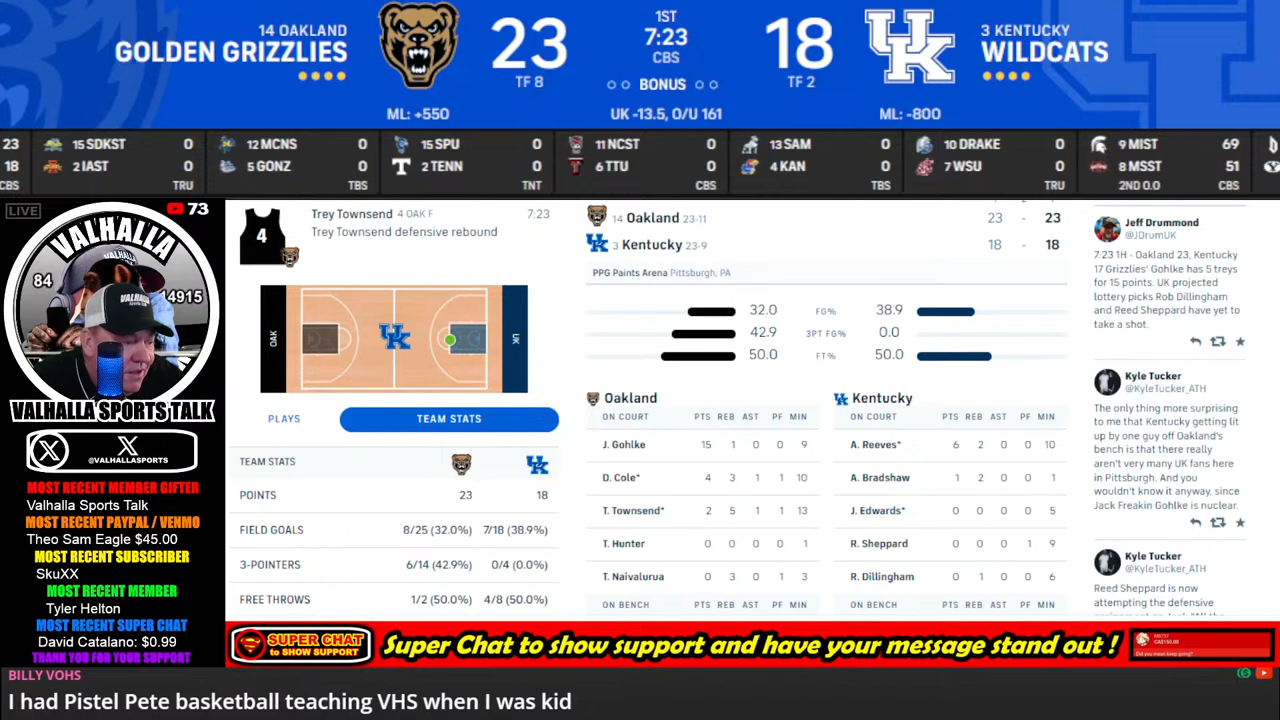 14 OAKLAND
GOLDEN GRIZZLIES
23
TF 8
ML: +550
1ST
7:23
CBS
BONUS
UK -13.5, O/U 161
18
TF 2
ML: -800
3 KENTUCKY
WILDCATS
23
18
CBS
15 SDKST 0
2 IAST 0
TRU
12 MCNS 0
5 GONZ 0
TBS
15 SPU 0
2 TENN 0
TNT
11 NCST 0
6 TTU 0
CBS
13 SAM 0
4 KAN 0
TBS
10 DRAKE 0
7 WSU 0
TRU
9 MIST 69
8 MSST 51
2ND 0.0 CBS
LIVE
73
VALHALLA
84
14915
VALHALLA
VALHALLA SPORTS TALK
X
@VALHALLASPORTS
MOST RECENT MEMBER GIFTER
Valhalla Sports Talk
MOST RECENT PAYPAL / VENMO
Theo Sam Eagle $45.00
MOST RECENT SUBSCRIBER
SkuXX
MOST RECENT MEMBER
Tyler Helton
MOST RECENT SUPER CHAT
David Catalano: $0.99
THANK YOU FOR YOUR SUPPORT
4
Trey Townsend 4 OAK F 7:23
Trey Townsend defensive rebound
OAK
UK
UK
PLAYS
TEAM STATS
TEAM STATS
POINTS 23 18
FIELD GOALS 8/25 (32.0%) 7/18 (38.9%)
3-POINTERS 6/14 (42.9%) 0/4 (0.0%)
FREE THROWS 1/2 (50.0%) 4/8 (50.0%)
14 Oakland 23-11 23 - 23
3 Kentucky 23-9 18 - 18
PPG Paints Arena Pittsburgh, PA
32.0 FG% 38.9
42.9 3PT FG% 0.0
50.0 FT% 50.0
Oakland
ON COURT PTS REB AST PF MIN
J. Gohlke 15 1 0 0 9
D. Cole* 4 3 1 1 10
T. Townsend* 2 5 1 1 13
T. Hunter 0 0 0 0 1
T. Naivalurua 0 3 0 1 3
ON BENCH PTS REB AST PF MIN
Kentucky
ON COURT PTS REB AST PF MIN
A. Reeves* 6 2 0 0 10
A. Bradshaw 1 2 0 0 1
J. Edwards* 0 0 0 0 5
R. Sheppard 0 0 0 1 9
R. Dillingham 0 1 0 0 6
ON BENCH PTS REB AST PF MIN
Jeff Drummond
@JDrumUK
7:23 1H - Oakland 23, Kentucky
17 Grizzlies' Gohlke has 5 treys
for 15 points. UK projected
lottery picks Rob Dillingham
and Reed Sheppard have yet to
take a shot.
Kyle Tucker
@KyleTucker_ATH
The only thing more surprising
to me that Kentucky getting lit
up by one guy off Oakland's
bench is that there really
aren't very many UK fans here
in Pittsburgh. And you
wouldn't know it anyway, since
Jack Freakin Gohlke is nuclear.
Kyle Tucker
@KyleTucker_ATH
Reed Sheppard is now
attempting the defensive
SUPER CHAT
to SHOW SUPPORT
Super Chat to show support and have your message stand out !
Did you mean keep going?
BILLY VOHS
I had Pistel Pete basketball teaching VHS when I was kid